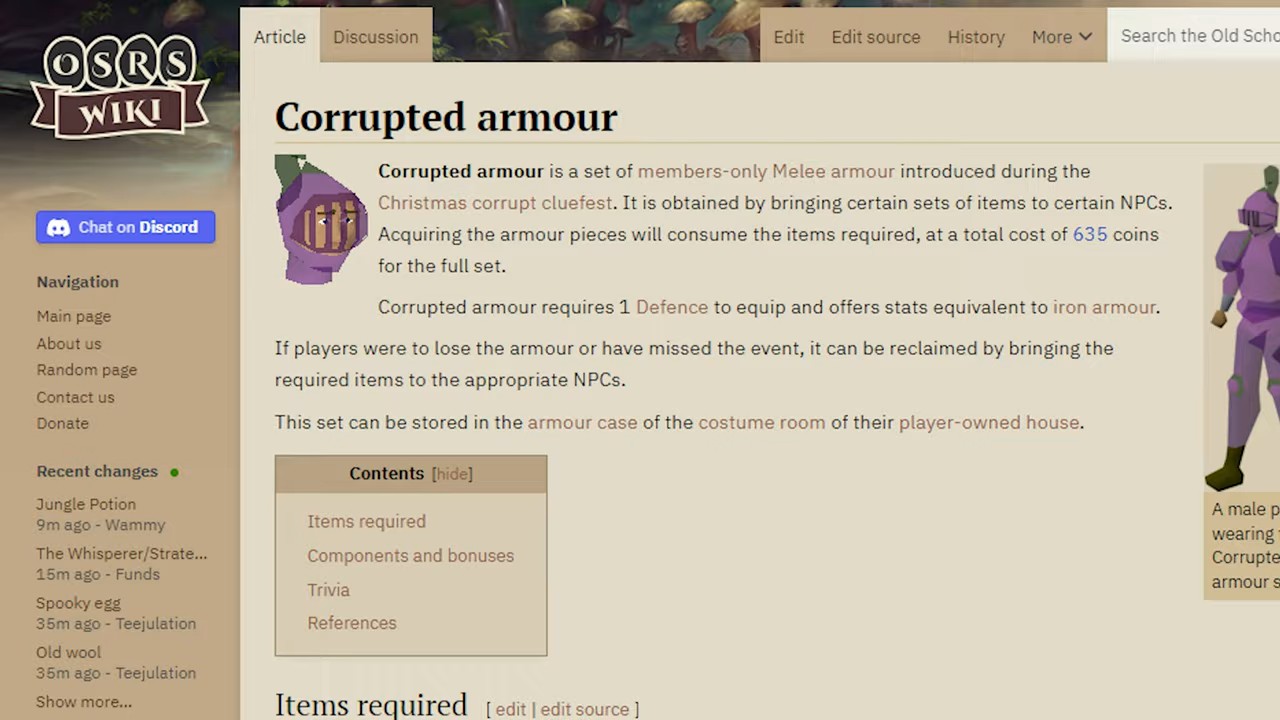 OSRS
WIKI
Chat on Discord
Navigation
Main page
About us
Random page
Contact us
Donate
Recent changes
Jungle Potion
9m ago - Wammy
The Whisperer/Strate...
15m ago - Funds
Spooky egg
35m ago - Teejulation
Old wool
35m ago - Teejulation
Show more...
Article Discussion Edit Edit source History More Search the Old Scho
Corrupted armour
Corrupted armour is a set of members-only Melee armour introduced during the
Christmas corrupt cluefest. It is obtained by bringing certain sets of items to certain NPCs.
Acquiring the armour pieces will consume the items required, at a total cost of 635 coins
for the full set.
Corrupted armour requires 1 Defence to equip and offers stats equivalent to iron armour.
If players were to lose the armour or have missed the event, it can be reclaimed by bringing the
required items to the appropriate NPCs.
This set can be stored in the armour case of the costume room of their player-owned house.
Contents [hide]
Items required
Components and bonuses
Trivia
References
Items required [ edit | edit source ]
A male p
wearing
Corrupte
armour s